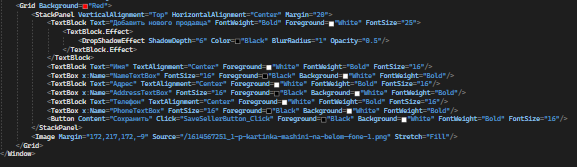 <Grid Background="Red">
<StackPanel VerticalAlignment="Top" HorizontalAlignment="Center" Margin="20">
<TextBlock Text="Добавить нового продавца" FontWeight="Bold" Foreground="White" FontSize="25">
<TextBlock.Effect>
<DropShadowEffect ShadowDepth="6" Color="Black" BlurRadius="1" Opacity="0.5"/>
</TextBlock.Effect>
</TextBlock>
<TextBlock Text="Имя" TextAlignment="Center" Foreground="White" FontWeight="Bold" FontSize="16"/>
<TextBox x:Name="NameTextBox" FontSize="16" Foreground="Black" Background="White" FontWeight="Bold"/>
<TextBlock Text="Адрес" TextAlignment="Center" Foreground="White" FontWeight="Bold" FontSize="16"/>
<TextBox x:Name="AddressTextBox" FontSize="16" Foreground="Black" Background="White" FontWeight="Bold"/>
<TextBlock Text="Телефон" TextAlignment="Center" Foreground="White" FontWeight="Bold" FontSize="16"/>
<TextBox x:Name="PhoneTextBox" FontSize="16" Foreground="Black" Background="White" FontWeight="Bold"/>
<Button Content="Сохранить" Click="SaveSellerButton_Click" Foreground="Black" Background="White" FontWeight="Bold" FontSize="16"/>
</StackPanel>
<Image Margin="172,217,172,-9" Source="/1614567251_1-p-kartinka-mashini-na-belom-fone-1.png" Stretch="Fill"/>
</Grid>
</Window>